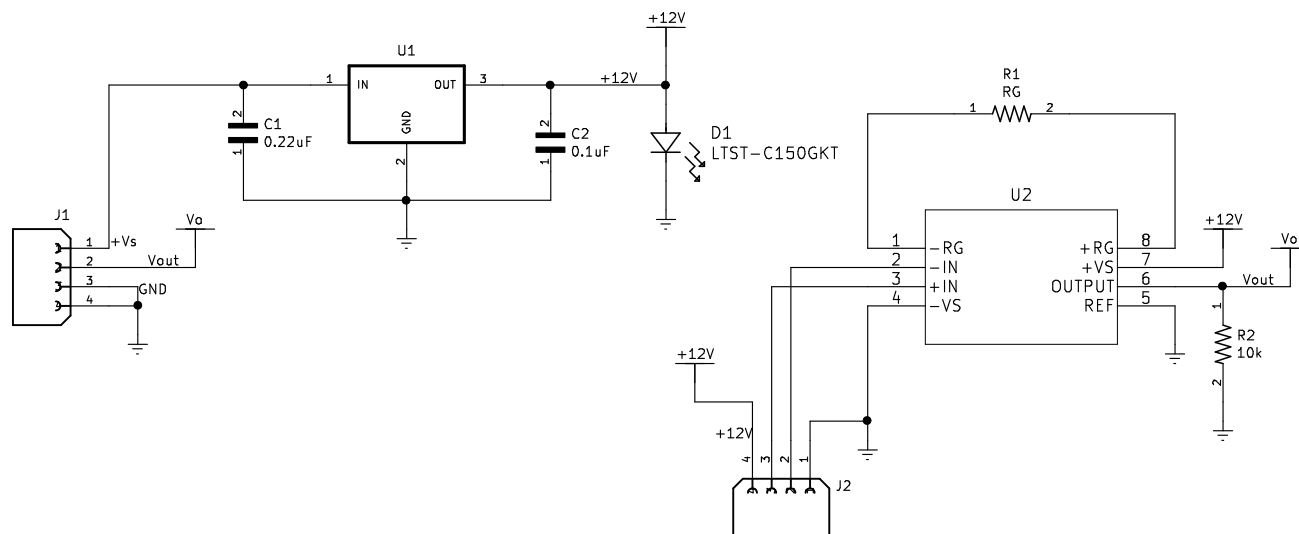 +12V
U1
1
IN
OUT
3
+12V
GND
2
2
C1
0.22uF
1
2
C2
0.1uF
1
D1
LTST-C150GKT
J1
Vo
1
+Vs
2
Vout
3
GND
4
R1
RG
1
2
U2
1
-RG
2
-IN
3
+IN
4
-VS
+RG
8
+VS
7
OUTPUT
6
REF
5
+12V
Vo
Vout
1
R2
10k
2
+12V
+12V
4
3
2
1
J2